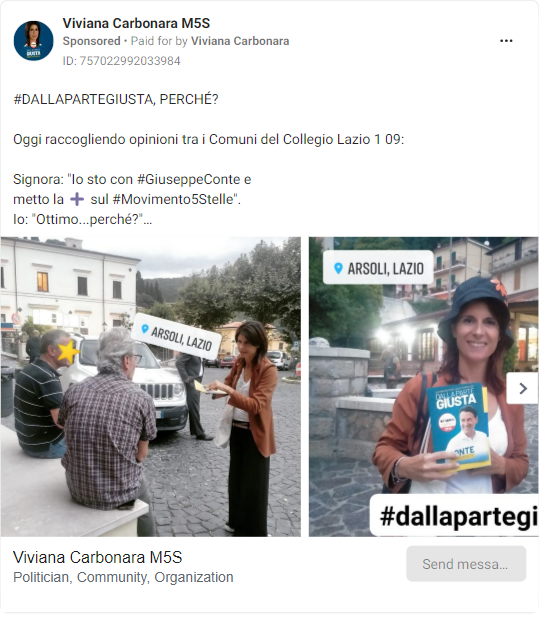 Viviana Carbonara M5S
Sponsored • Paid for by Viviana Carbonara
ID: 757022992033984
#DALLAPARTEGIUSTA, PERCHÉ?
Oggi raccogliendo opinioni tra i Comuni del Collegio Lazio 1 09:
Signora: "Io sto con #GiuseppeConte e
metto la ➕ sul #Movimento5Stelle".
Io: "Ottimo...perché?"...
GIUSTA
ARSOLI, LAZIO
ARSOLI, LAZIO
DALLA PARTE
GIUSTA
CONTE
#dallapartegi
Viviana Carbonara M5S
Politician, Community, Organization
Send messa...